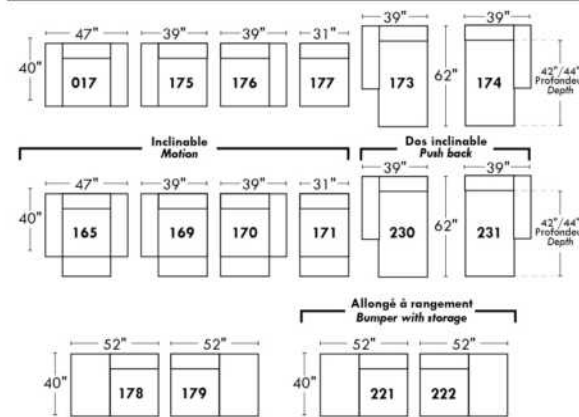 47" 39" 39" 31" 39" 39"
40" 017 175 176 177 173 62" 174 42"/44"
Profondeur
Depth
Inclinable
Motion
Dos inclinable
Push back
47" 39" 39" 31" 39" 39"
40" 165 169 170 171 230 62" 231 42"/44"
Profondeur
Depth
Allongé à rangement
Bumper with storage
52" 52" 52" 52"
40" 178 179 40" 221 222